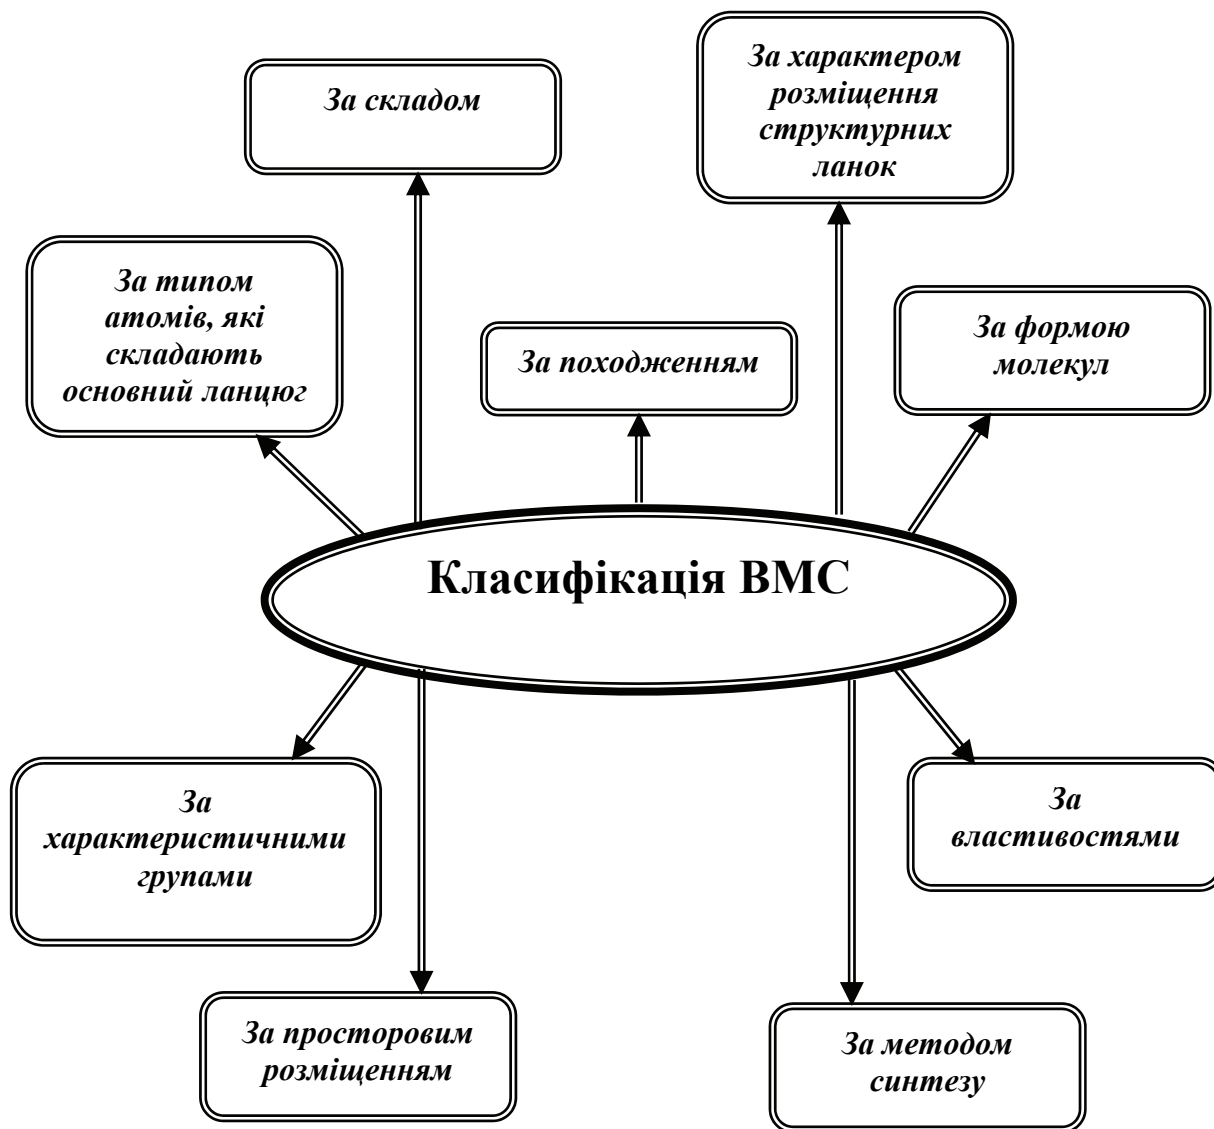 За складом
За характером
розміщення
структурних
ланок
За типом
атомів, які
складають
основний ланцюг
За походженням
За формою
молекул
Класифікація ВМС
За
характеристичними
групами
За
властивостями
За просторовим
розміщенням
За методом
синтезу